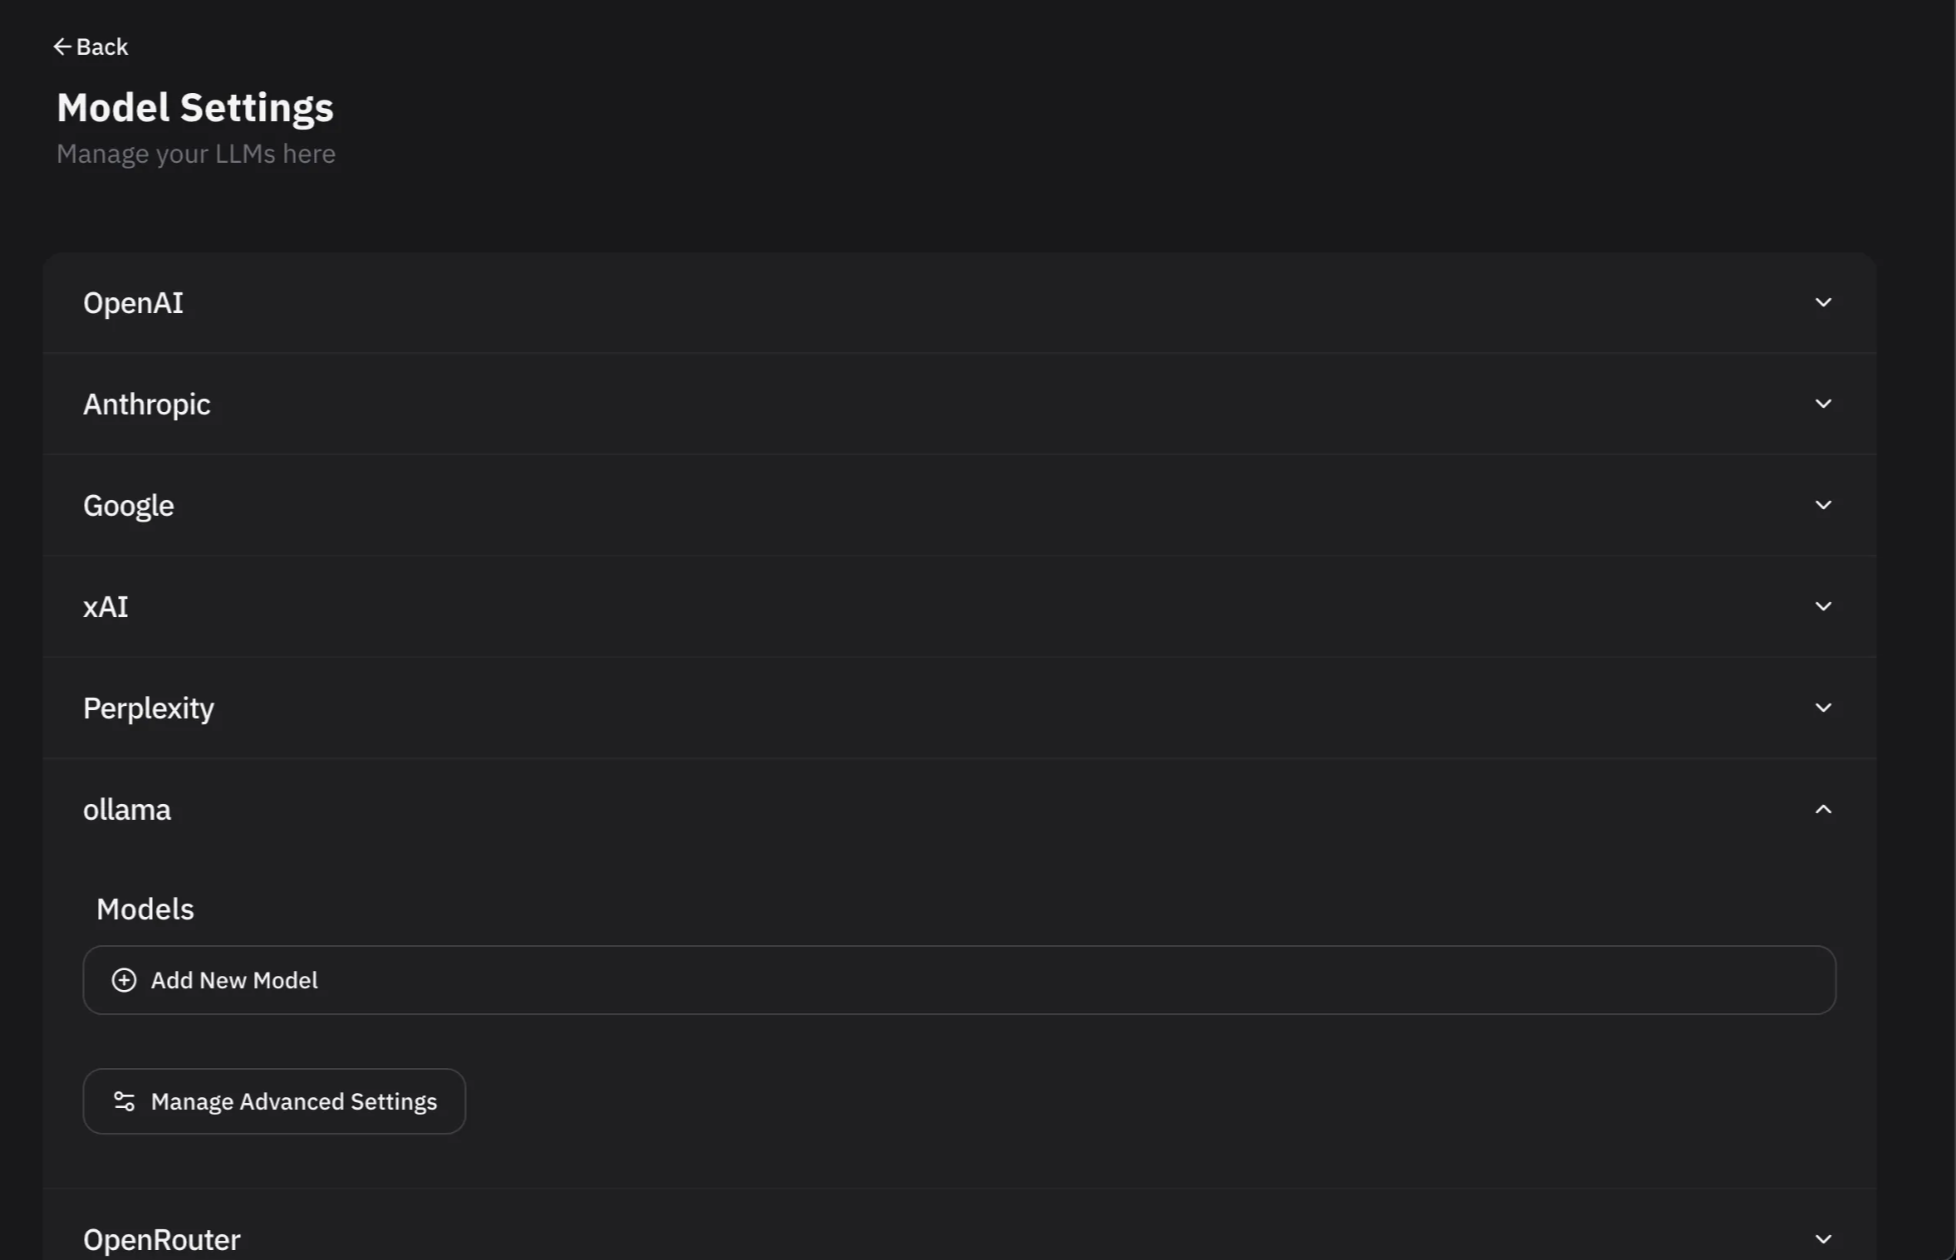 Back
Model Settings
Manage your LLMs here
OpenAI
Anthropic
Google
xAI
Perplexity
ollama
Models
Add New Model
Manage Advanced Settings
OpenRouter